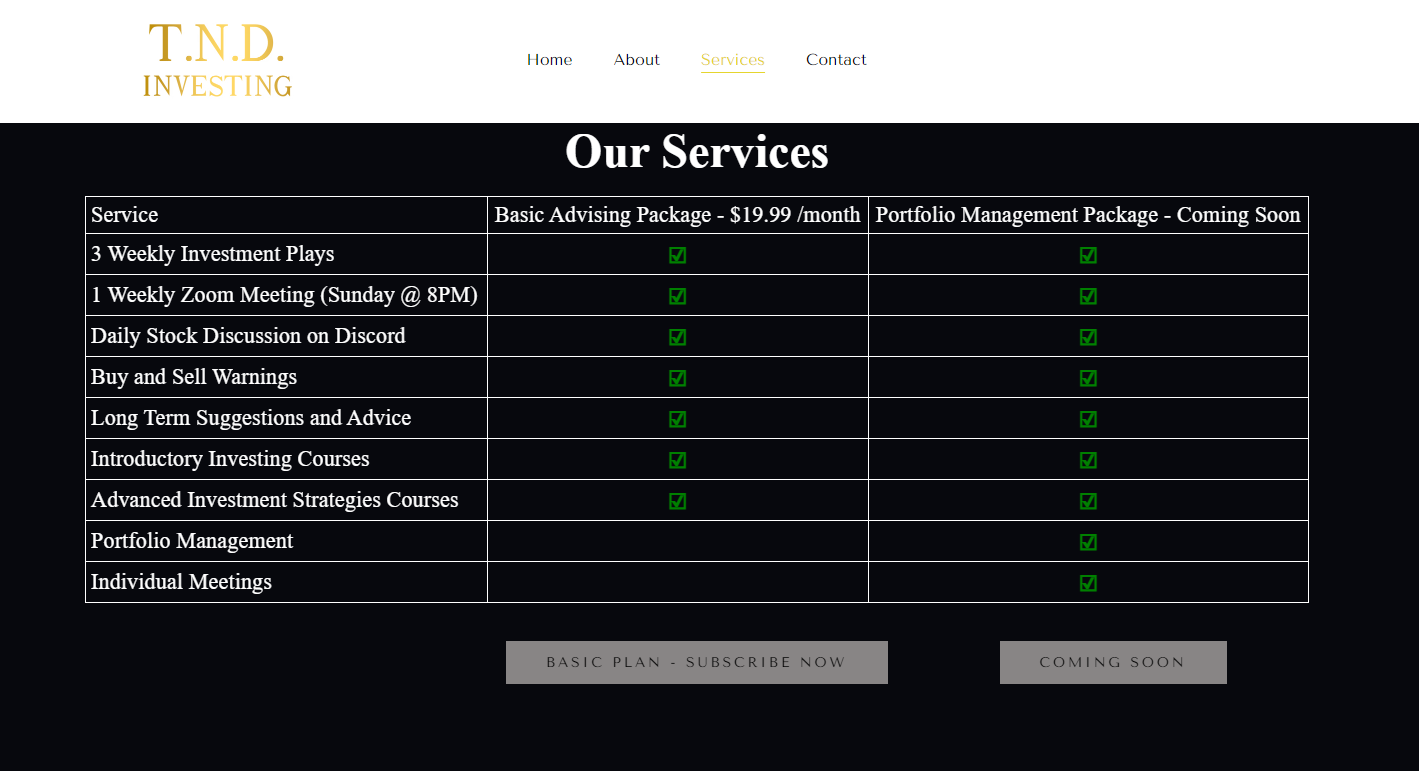 T.N.D.
INVESTING
Home About Services Contact
Our Services
Service Basic Advising Package - $19.99 /month Portfolio Management Package - Coming Soon
3 Weekly Investment Plays ☑ ☑
1 Weekly Zoom Meeting (Sunday @ 8PM) ☑ ☑
Daily Stock Discussion on Discord ☑ ☑
Buy and Sell Warnings ☑ ☑
Long Term Suggestions and Advice ☑ ☑
Introductory Investing Courses ☑ ☑
Advanced Investment Strategies Courses ☑ ☑
Portfolio Management ☑
Individual Meetings ☑
BASIC PLAN - SUBSCRIBE NOW COMING SOON